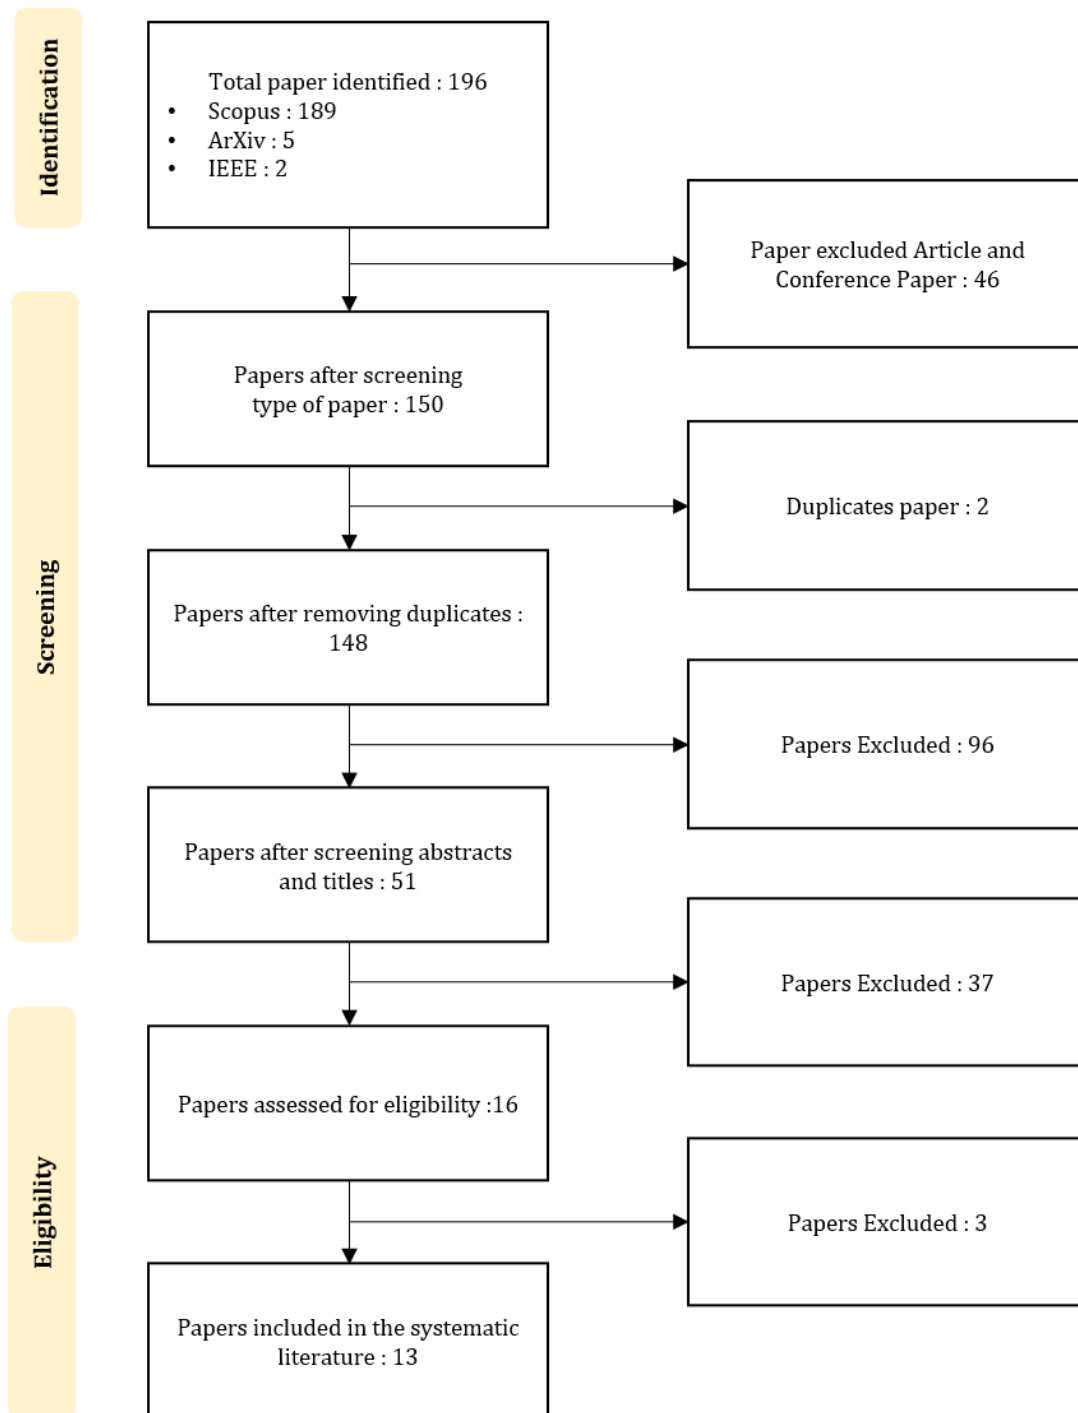 Identification
Total paper identified : 196
• Scopus : 189
• ArXiv : 5
• IEEE : 2
Paper excluded Article and
Conference Paper : 46
Screening
Papers after screening
type of paper : 150
Duplicates paper : 2
Papers after removing duplicates :
148
Papers Excluded : 96
Papers after screening abstracts
and titles : 51
Papers Excluded : 37
Eligibility
Papers assessed for eligibility :16
Papers Excluded : 3
Papers included in the systematic
literature : 13